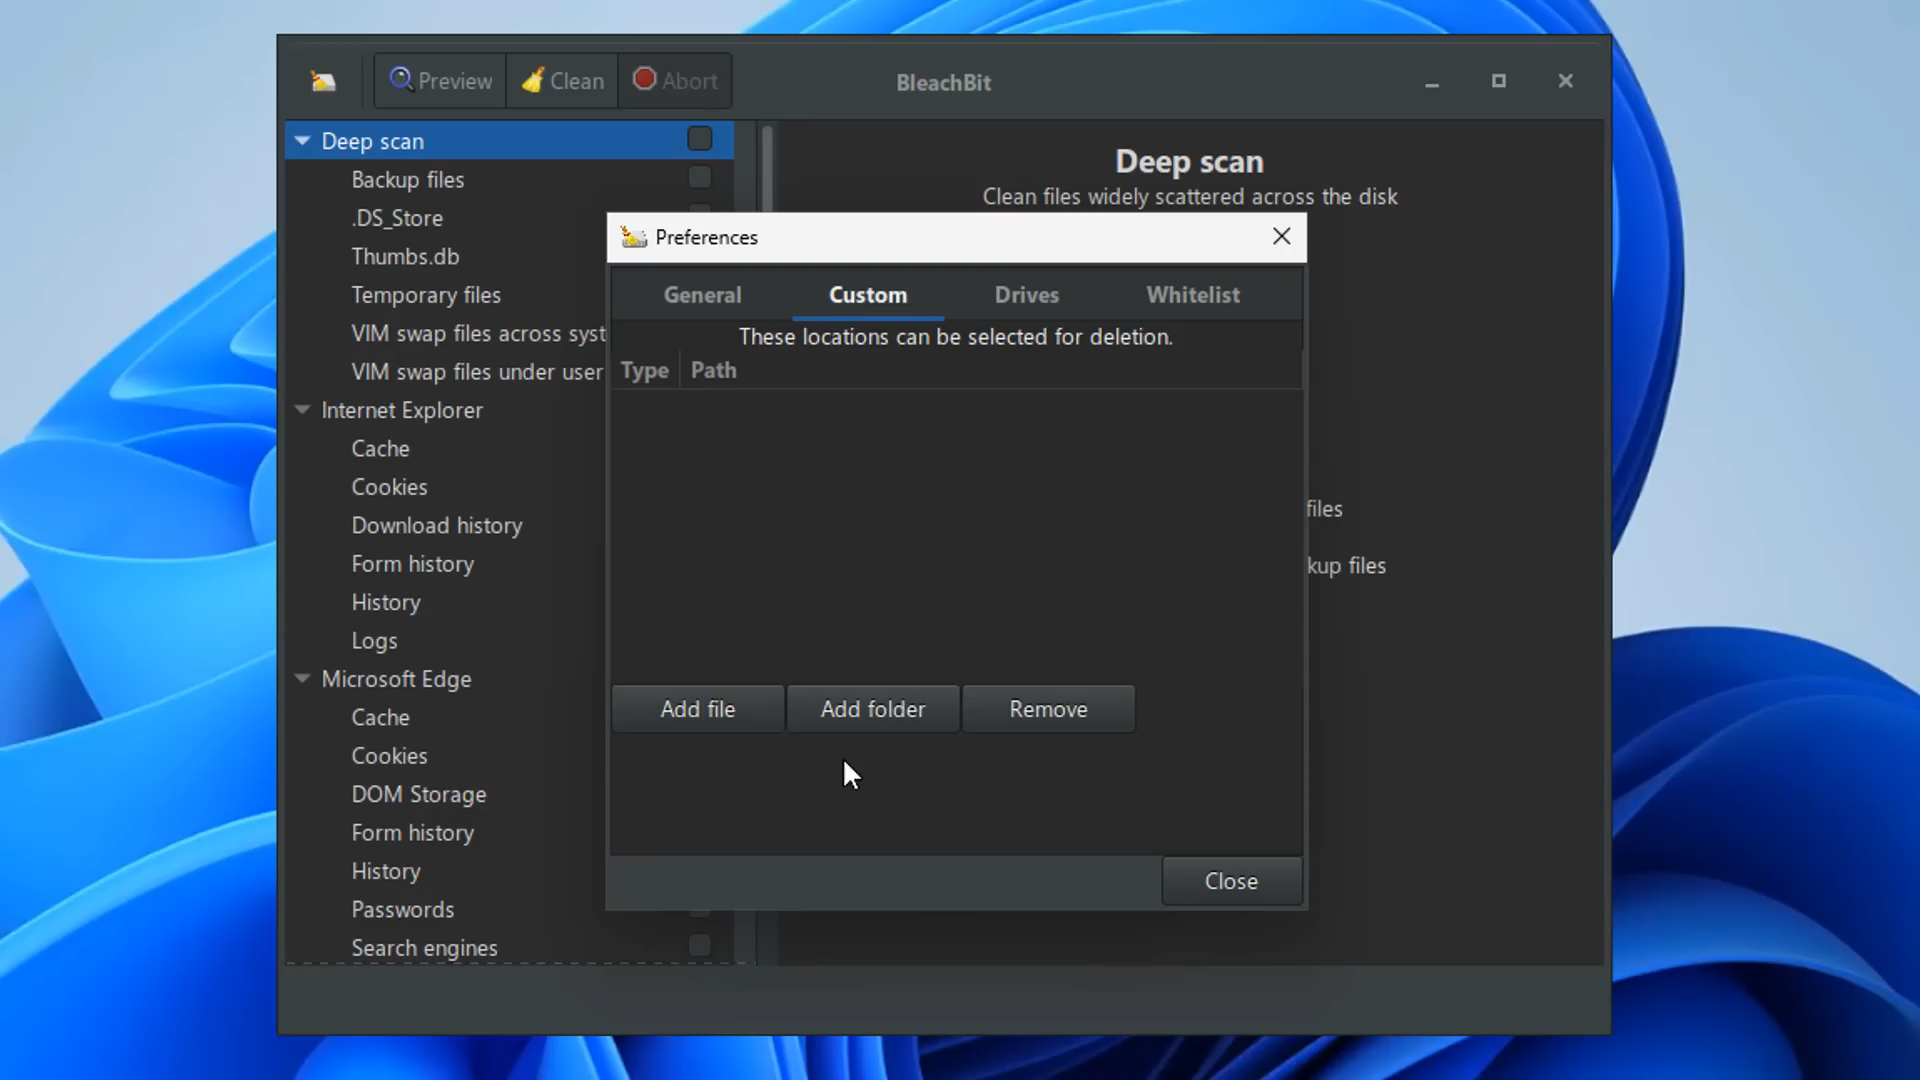 Preview
Clean
Abort
BleachBit
Deep scan
Backup files
.DS_Store
Thumbs.db
Temporary files
VIM swap files across syst
VIM swap files under user
Internet Explorer
Cache
Cookies
Download history
Form history
History
Logs
Microsoft Edge
Cache
Cookies
DOM Storage
Form history
History
Passwords
Search engines
Deep scan
Clean files widely scattered across the disk
files
kup files
Preferences
General
Custom
Drives
Whitelist
These locations can be selected for deletion.
Type
Path
Add file
Add folder
Remove
Close